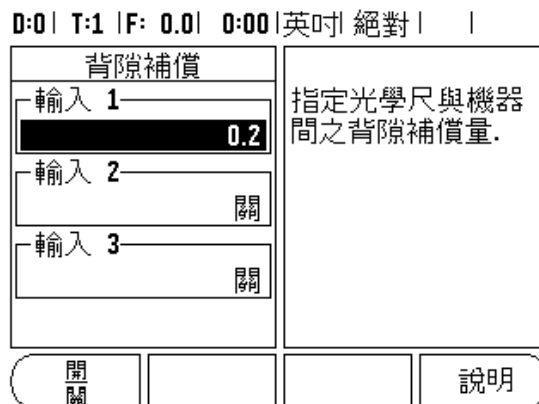 D:0| T:1 |F: 0.0| 0:00|英吋|絕對| |
背隙補償
輸入 1
0.2
輸入 2
關
輸入 3
關
指定光學尺與機器
間之背隙補償量.
開
關
說明